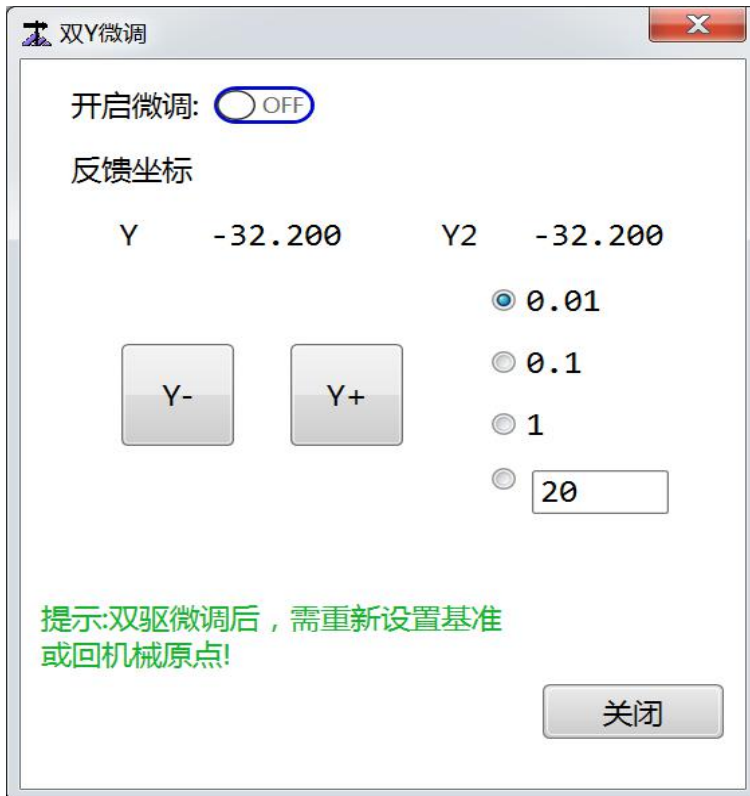 双Y微调
开启微调: OFF
反馈坐标
Y -32.200 Y2 -32.200
0.01
0.1
Y- Y+
1
20
提示:双驱微调后，需重新设置基准
或回机械原点!
关闭